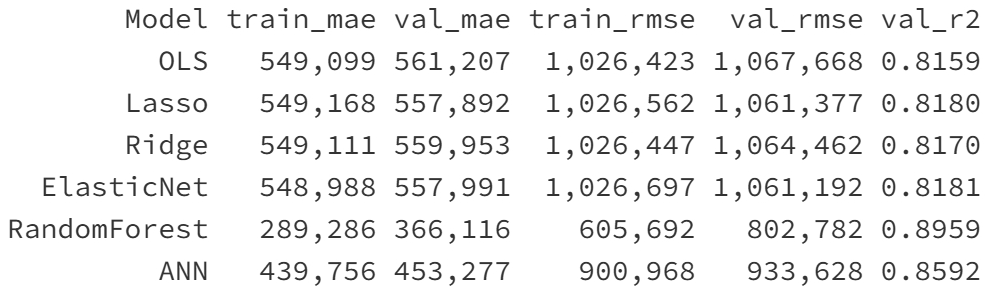 Model train_mae val_mae train_rmse val_rmse val_r2
OLS 549,099 561,207 1,026,423 1,067,668 0.8159
Lasso 549,168 557,892 1,026,562 1,061,377 0.8180
Ridge 549,111 559,953 1,026,447 1,064,462 0.8170
ElasticNet 548,988 557,991 1,026,697 1,061,192 0.8181
RandomForest 289,286 366,116 605,692 802,782 0.8959
ANN 439,756 453,277 900,968 933,628 0.8592